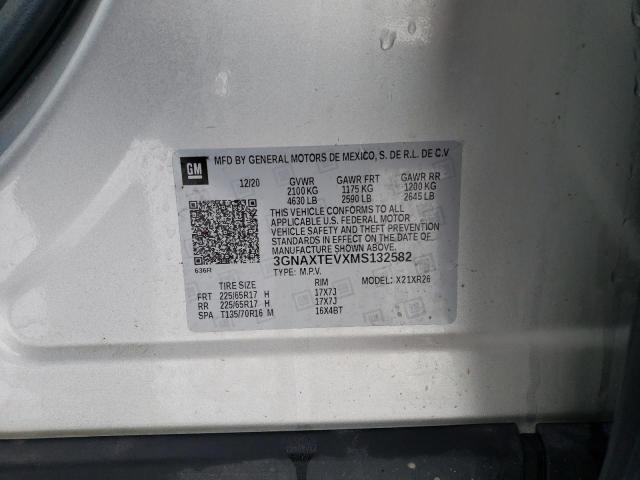 GM
MFD BY GENERAL MOTORS DE MEXICO, S. DE R.L. DE C.V
12/20 GVWR GAWR FRT GAWR RR
2100 KG 1175 KG 1200 KG
4630 LB 2590 LB 2645 LB
THIS VEHICLE CONFORMS TO ALL
APPLICABLE U.S. FEDERAL MOTOR
VEHICLE SAFETY AND THEFT PREVENTION
STANDARDS IN EFFECT ON THE DATE OF
MANUFACTURE SHOWN ABOVE.
3GNAXTEVXMS132582
636R TYPE: M.P.V. MODEL: X21XR26
TIRE SIZE RIM
FRT 225/65R17 H 17X7J
RR 225/65R17 H 17X7J
SPA T135/70R16 M 16X4BT